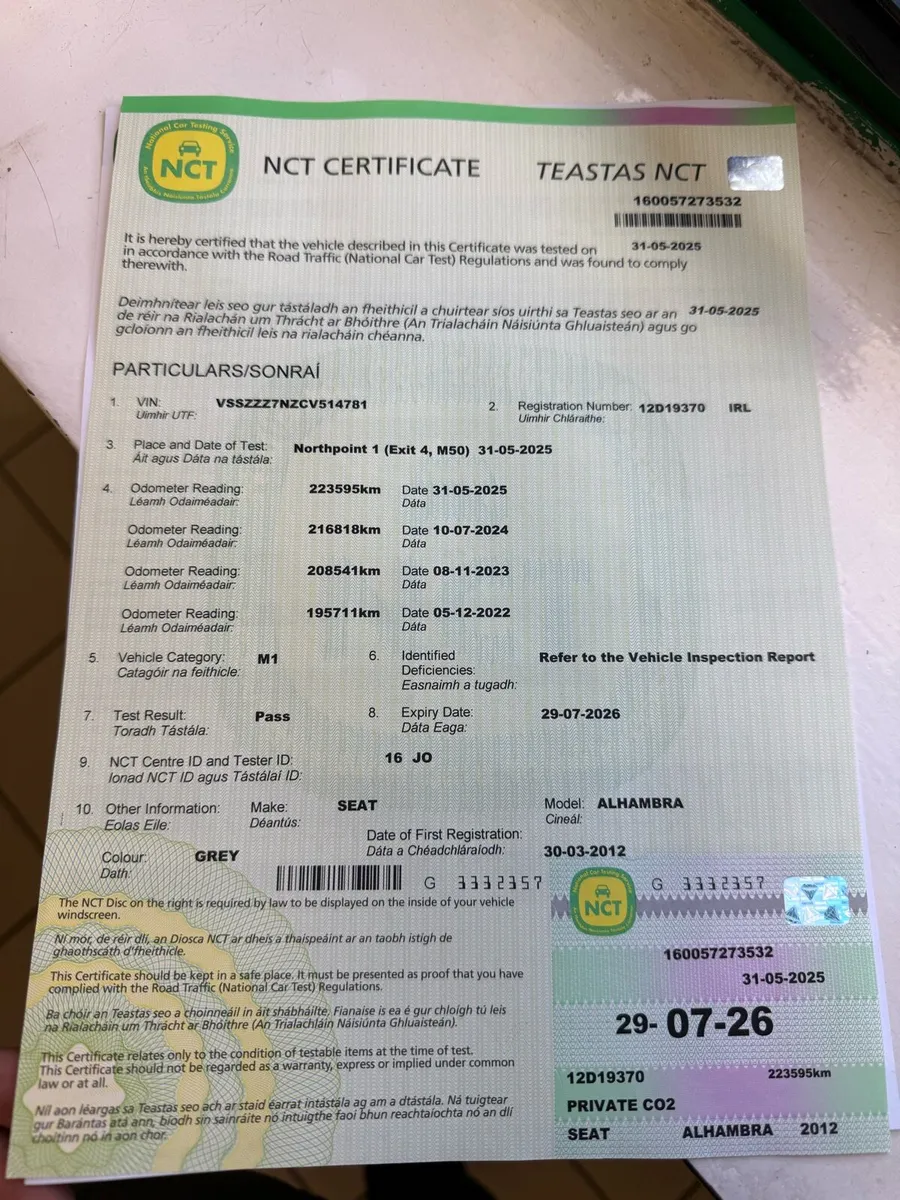 National Car Testing Service
NCT
An tSeirbhís Náisiúnta Tástála Carranna
NCT CERTIFICATE
TEASTAS NCT
160057273532
It is hereby certified that the vehicle described in this Certificate was tested on 31-05-2025
in accordance with the Road Traffic (National Car Test) Regulations and was found to comply
therewith.
Deimhnítear leis seo gur tástáladh an fheithicil a chuirtear síos uirthi sa Teastas seo ar an 31-05-2025
de réir na Rialachán um Thrácht ar Bhóithre (An Trialacháin Náisiúnta Ghluaisteán) agus go
gcloíonn an fheithicil leis na rialacháin chéanna.
PARTICULARS/SONRAÍ
1. VIN: VSSZZZ7NZCV514781
Uimhir UTF:
2. Registration Number: 12D19370 IRL
Uimhir Chláraithe:
3. Place and Date of Test: Northpoint 1 (Exit 4, M50) 31-05-2025
Áit agus Dáta na tástála:
4. Odometer Reading: 223595km Date 31-05-2025
Léamh Odaiméadair: Dáta
Odometer Reading: 216818km Date 10-07-2024
Léamh Odaiméadair: Dáta
Odometer Reading: 208541km Date 08-11-2023
Léamh Odaiméadair: Dáta
Odometer Reading: 195711km Date 05-12-2022
Léamh Odaiméadair: Dáta
5. Vehicle Category: M1
Catagóir na feithicle:
6. Identified Refer to the Vehicle Inspection Report
Deficiencies:
Easnaimh a tugadh:
7. Test Result: Pass
Toradh Tástála:
8. Expiry Date: 29-07-2026
Dáta Eaga:
9. NCT Centre ID and Tester ID: 16 JO
Ionad NCT ID agus Tástálaí ID:
10. Other Information:
Eolas Eile:
Make: SEAT
Déantús:
Model: ALHAMBRA
Cineál:
Colour: GREY
Dath:
Date of First Registration:
Dáta a Chéadchláraíodh: 30-03-2012
G 3332357
The NCT Disc on the right is required by law to be displayed on the inside of your vehicle
windscreen.
Ní mór, de réir dlí, an Diosca NCT ar dheis a thaispeáint ar an taobh istigh de
ghaothscáth d'fheithicle.
This Certificate should be kept in a safe place. It must be presented as proof that you have
complied with the Road Traffic (National Car Test) Regulations.
Ba chóir an Teastas seo a choinneáil in áit shábháilte, Fianaise is ea é gur chloígh tú leis
na Rialacháin um Thrácht ar Bhóithre (An Trialachláin Náisiúnta Ghluaisteán).
This Certificate relates only to the condition of testable items at the time of test.
This Certificate should not be regarded as a warranty, express or implied under common
law or at all.
Níl aon léargas sa Teastas seo ach ar staid éarraí intástála ag am a dtástála. Ná tuigtear
gur Barántas atá ann, bíodh sin sainráite nó intuigthe faoi bhun reachtaíochta nó an dlí
choitinn nó in aon chor.
NCT
G 3332357
160057273532
31-05-2025
29- 07-26
12D19370 223595km
PRIVATE CO2
SEAT ALHAMBRA 2012